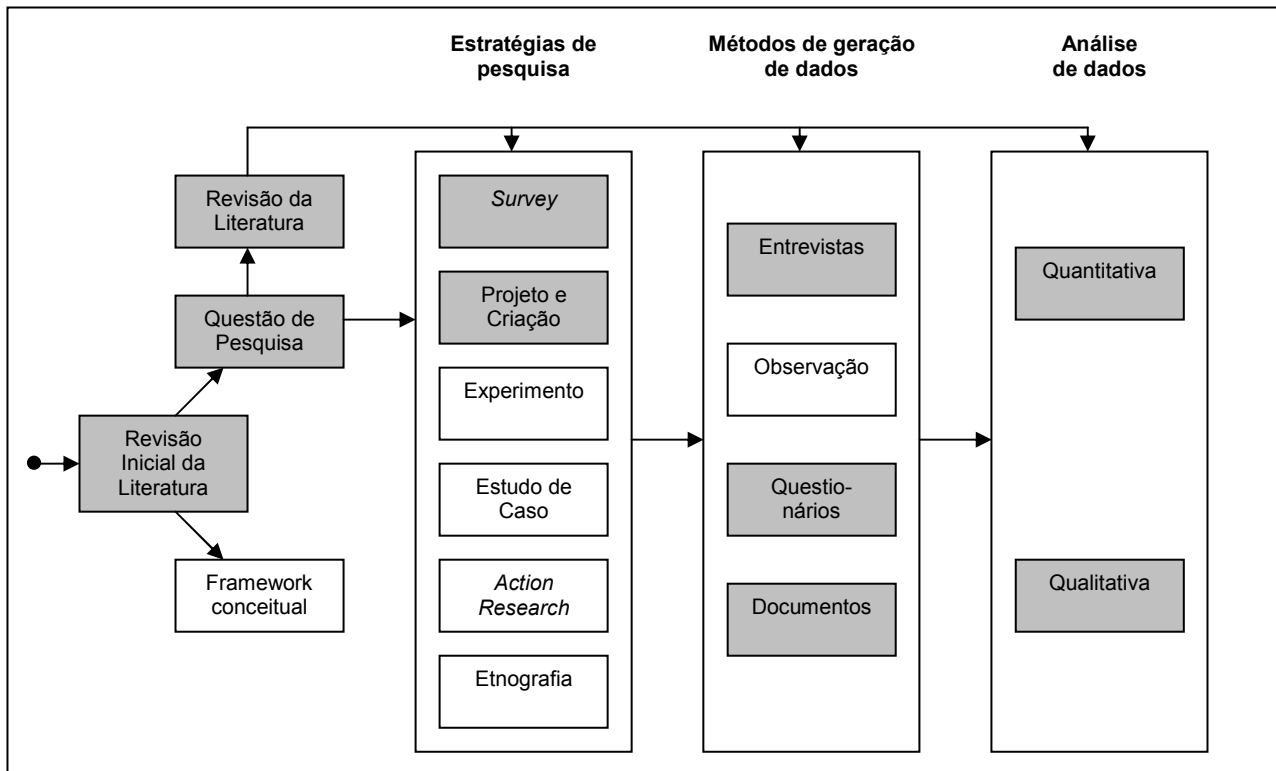 Estratégias de
pesquisa
Métodos de geração
de dados
Análise
de dados
Revisão da
Literatura
Questão de
Pesquisa
Revisão
Inicial da
Literatura
Framework
conceitual
Survey
Projeto e
Criação
Experimento
Estudo de
Caso
Action
Research
Etnografia
Entrevistas
Observação
Questio-
nários
Documentos
Quantitativa
Qualitativa